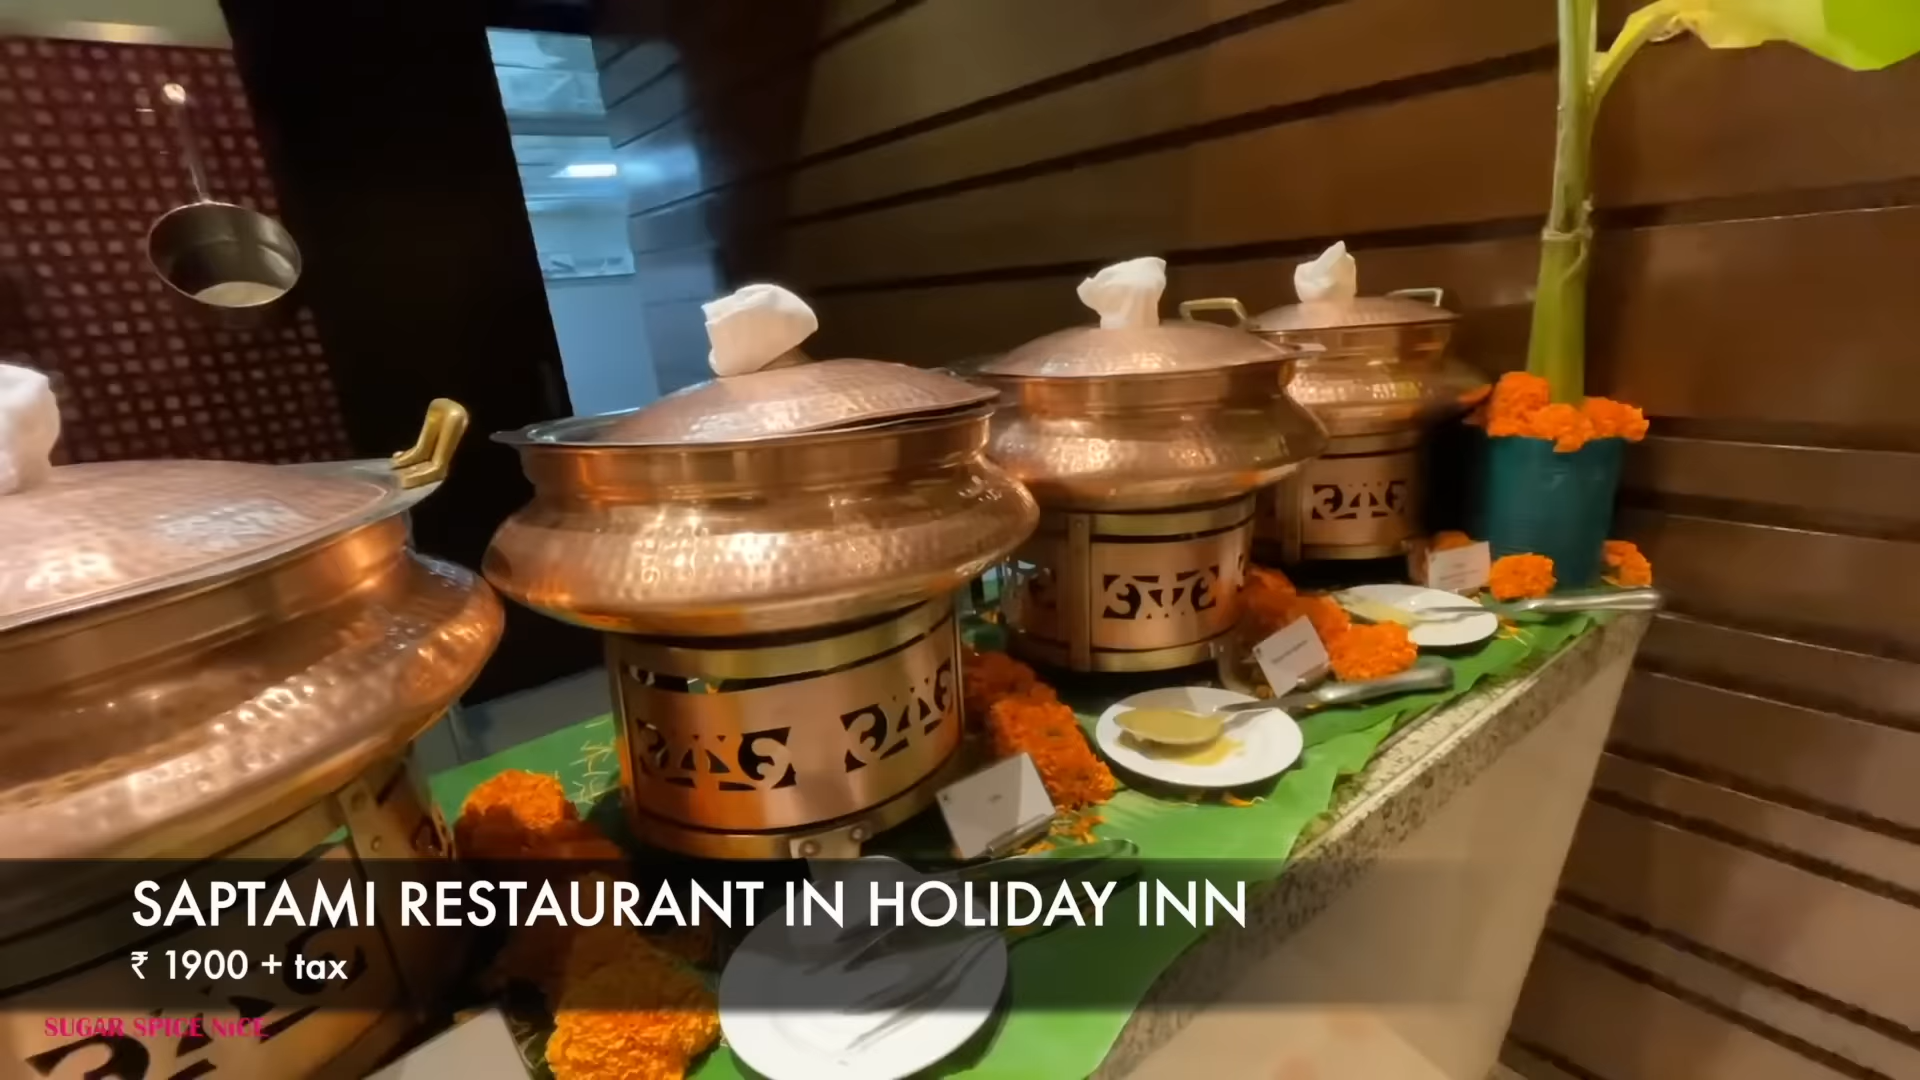 SAPTAMI RESTAURANT IN HOLIDAY INN
₹ 1900 + tax
SUGAR SPICE NICE